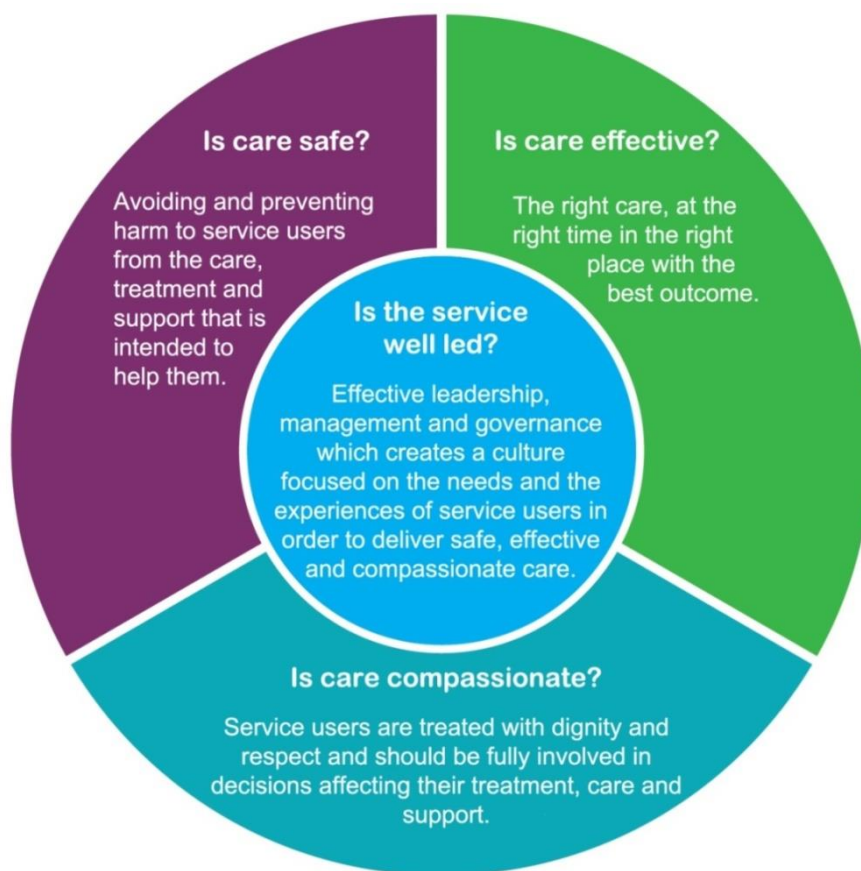 Is care safe?
Avoiding and preventing
harm to service users
from the care,
treatment and
support that is
intended to
help them.
Is care effective?
The right care, at the
right time in the right
place with the
best outcome.
Is the service
well led?
Effective leadership,
management and governance
which creates a culture
focused on the needs and the
experiences of service users in
order to deliver safe, effective
and compassionate care.
Is care compassionate?
Service users are treated with dignity and
respect and should be fully involved in
decisions affecting their treatment, care and
support.